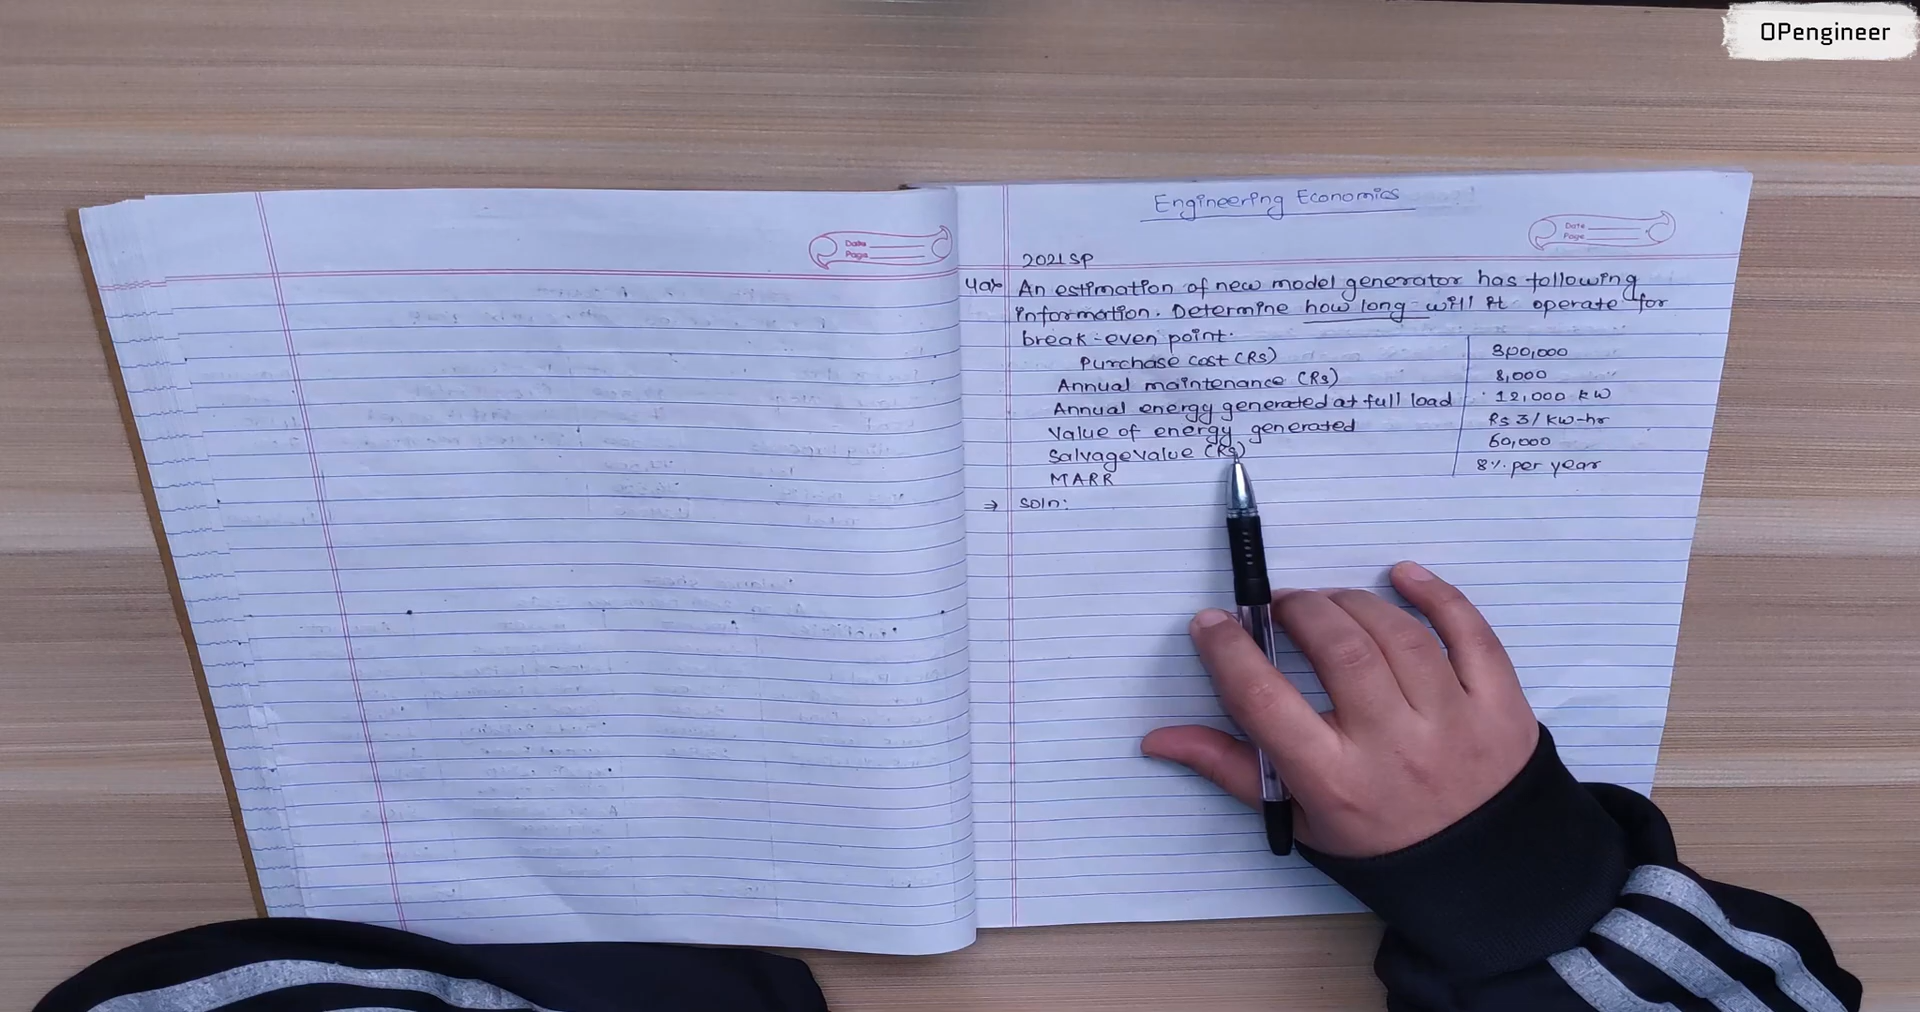 OPengineer
Engineering Economics
Date
Page
Date
Page
2021 SP
4a) An estimation of new model generator has following
information. Determine how long will it operate for
break-even point.
Purchase cost (Rs) 300,000
Annual maintenance (Rs) 8,000
Annual energy generated at full load 12,000 kw
Value of energy generated Rs 3/kw-hr
Salvage value (Rs) 60,000
MARR 8% per year
⇒ Soln: